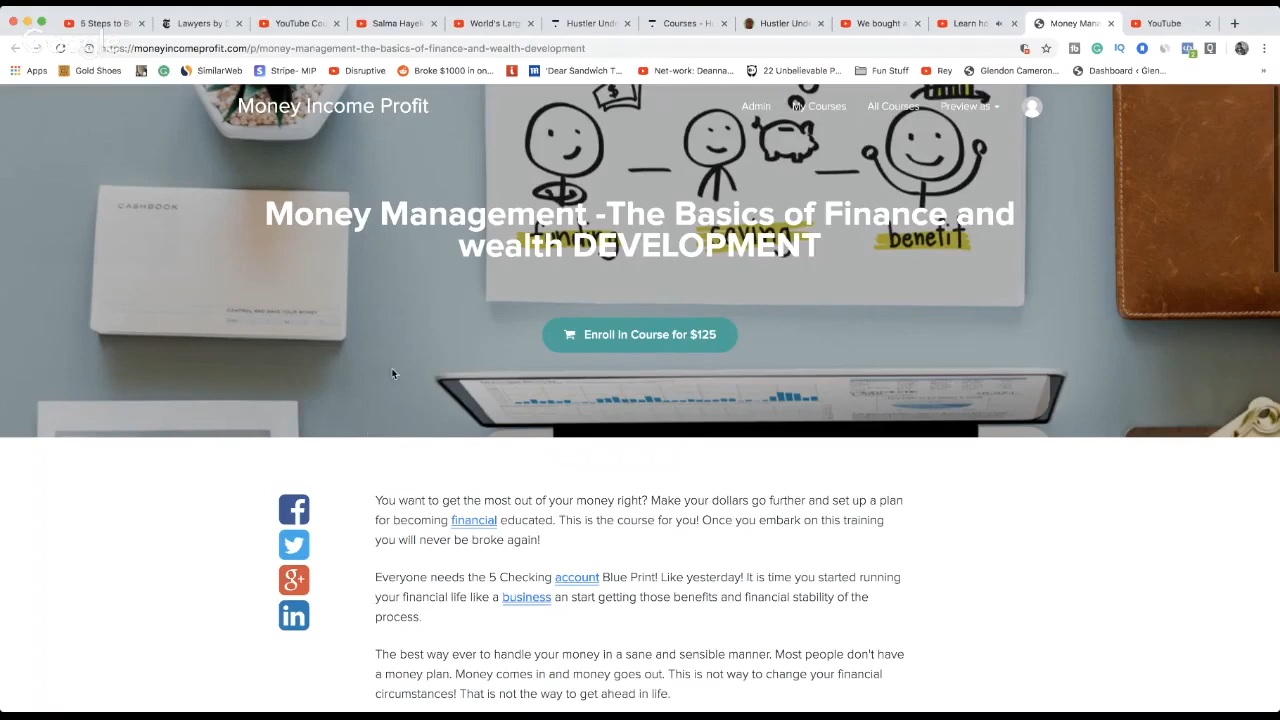 5 Steps to B
Lawyers by D
YouTube Cou
Salma Hayek
World's Larg
Hustler Unde
Courses - H
Hustler Unde
We bought a
Learn ho
Money Mana
YouTube
https://moneyincomeprofit.com/p/money-management-the-basics-of-finance-and-wealth-development
Apps
Gold Shoes
SimilarWeb
Stripe- MIP
Disruptive
Broke $1000 in on...
'Dear Sandwich T...
Net-work: Deanna...
22 Unbelievable P...
Fun Stuff
Rey
Glendon Cameron...
Dashboard ‹ Glen...
Money Income Profit
Admin
My Courses
All Courses
Preview as
CASHBOOK
Money Management -The Basics of Finance and
wealth DEVELOPMENT
saving
benefit
Enroll in Course for $125
You want to get the most out of your money right? Make your dollars go further and set up a plan
for becoming financial educated. This is the course for you! Once you embark on this training
you will never be broke again!
Everyone needs the 5 Checking account Blue Print! Like yesterday! It is time you started running
your financial life like a business an start getting those benefits and financial stability of the
process.
The best way ever to handle your money in a sane and sensible manner. Most people don't have
a money plan. Money comes in and money goes out. This is not way to change your financial
circumstances! That is not the way to get ahead in life.